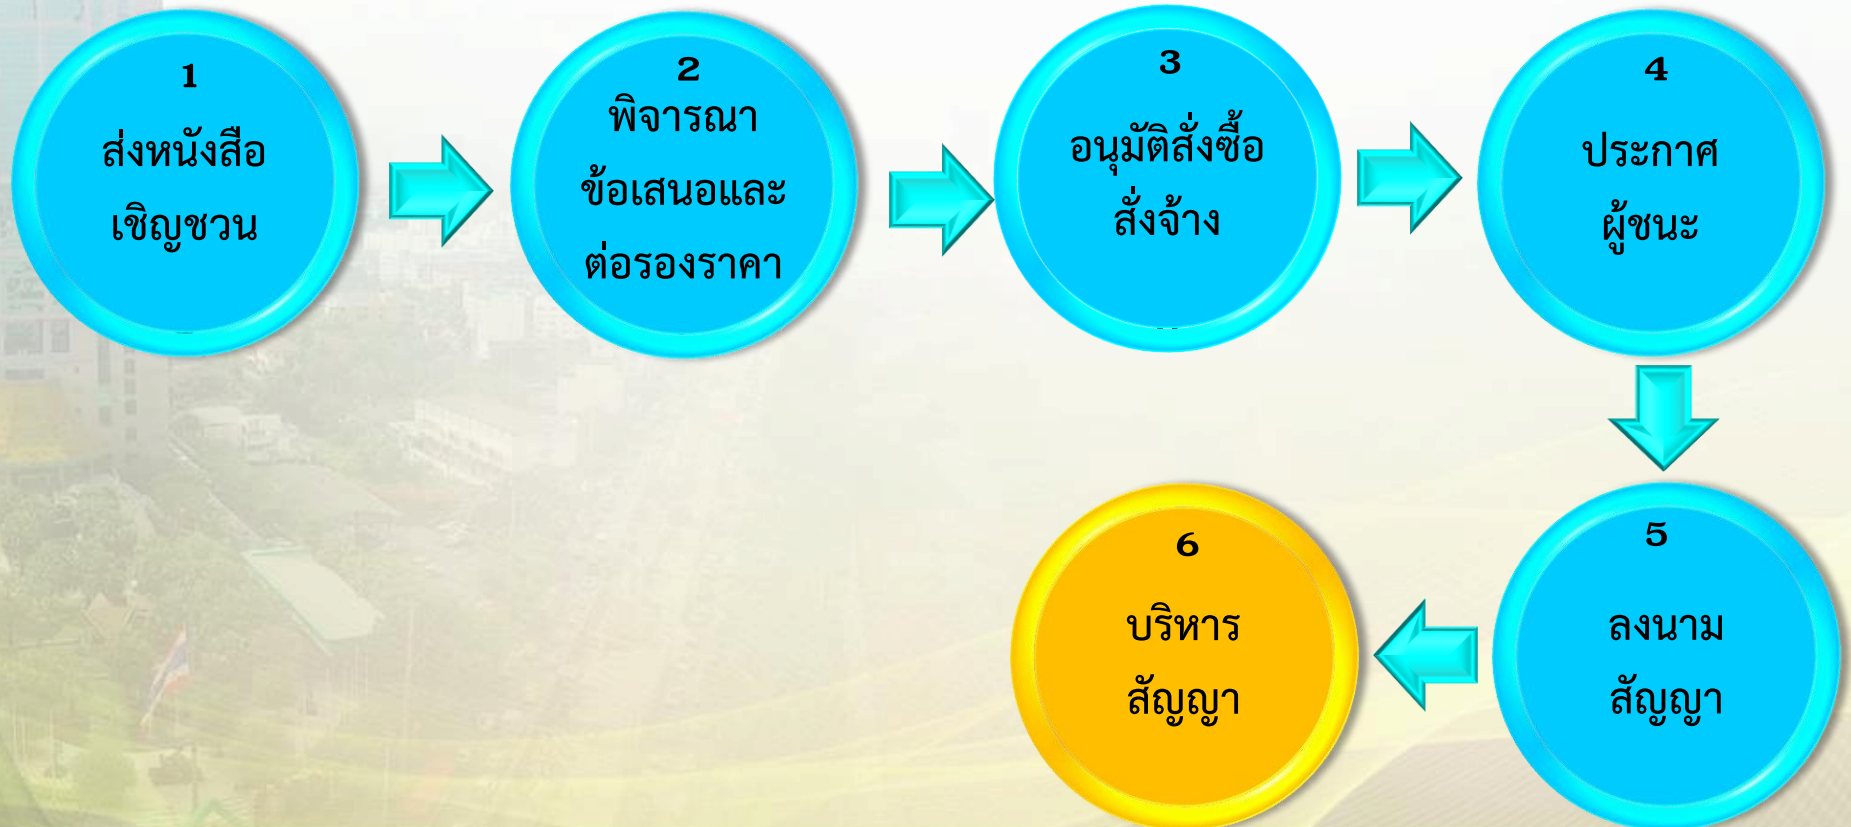 1
ส่งหนังสือ
เชิญชวน
2
พิจารณา
ข้อเสนอและ
ต่อรองราคา
3
อนุมัติสั่งซื้อ
สั่งจ้าง
4
ประกาศ
ผู้ชนะ
5
ลงนาม
สัญญา
6
บริหาร
สัญญา